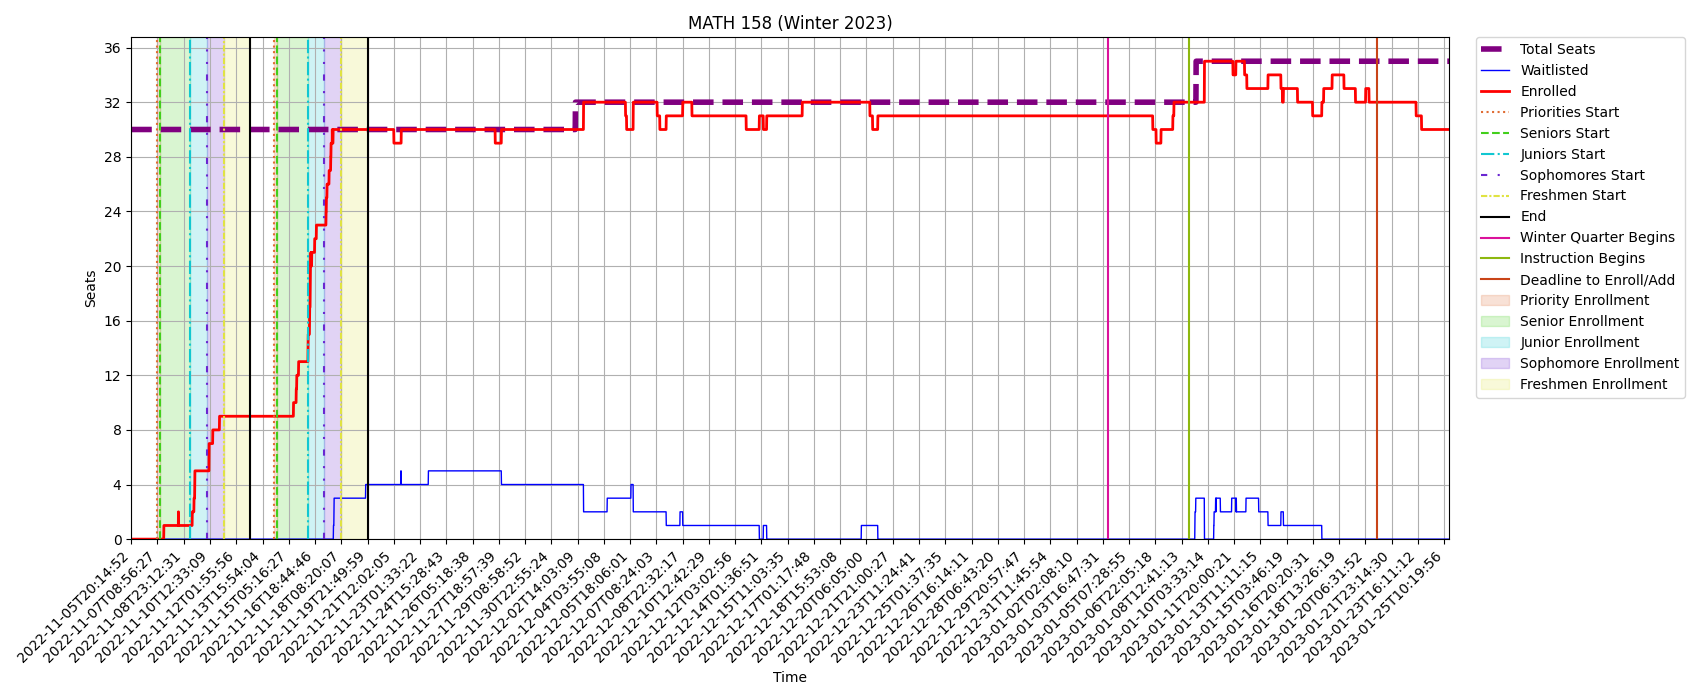 MATH 158 (Winter 2023)
Seats
36
32
28
24
20
16
12
8
4
0
2022-11-05T20:14:52
2022-11-07T08:56:27
2022-11-08T23:12:31
2022-11-10T12:33:09
2022-11-12T01:55:56
2022-11-13T15:54:04
2022-11-15T05:16:27
2022-11-16T18:44:46
2022-11-18T08:20:07
2022-11-19T21:49:59
2022-11-21T12:02:05
2022-11-23T01:33:22
2022-11-24T15:28:43
2022-11-26T05:18:38
2022-11-27T18:57:39
2022-11-29T08:58:52
2022-11-30T22:55:24
2022-12-02T14:03:09
2022-12-04T03:55:08
2022-12-05T18:06:01
2022-12-07T08:24:03
2022-12-08T22:32:17
2022-12-10T12:42:29
2022-12-12T03:02:56
2022-12-14T01:36:51
2022-12-15T11:03:35
2022-12-17T01:17:48
2022-12-18T15:53:08
2022-12-20T06:05:00
2022-12-21T21:00:27
2022-12-23T11:24:41
2022-12-25T01:37:35
2022-12-26T16:14:11
2022-12-28T06:43:20
2022-12-29T20:57:47
2022-12-31T11:45:54
2023-01-02T02:08:10
2023-01-03T16:47:31
2023-01-05T07:28:55
2023-01-06T22:05:18
2023-01-08T12:41:13
2023-01-10T03:33:14
2023-01-11T20:00:21
2023-01-13T11:11:15
2023-01-15T03:46:19
2023-01-16T20:20:31
2023-01-18T13:26:19
2023-01-20T06:31:52
2023-01-21T23:14:30
2023-01-23T16:11:12
2023-01-25T10:19:56
Time
Total Seats
Waitlisted
Enrolled
Priorities Start
Seniors Start
Juniors Start
Sophomores Start
Freshmen Start
End
Winter Quarter Begins
Instruction Begins
Deadline to Enroll/Add
Priority Enrollment
Senior Enrollment
Junior Enrollment
Sophomore Enrollment
Freshmen Enrollment